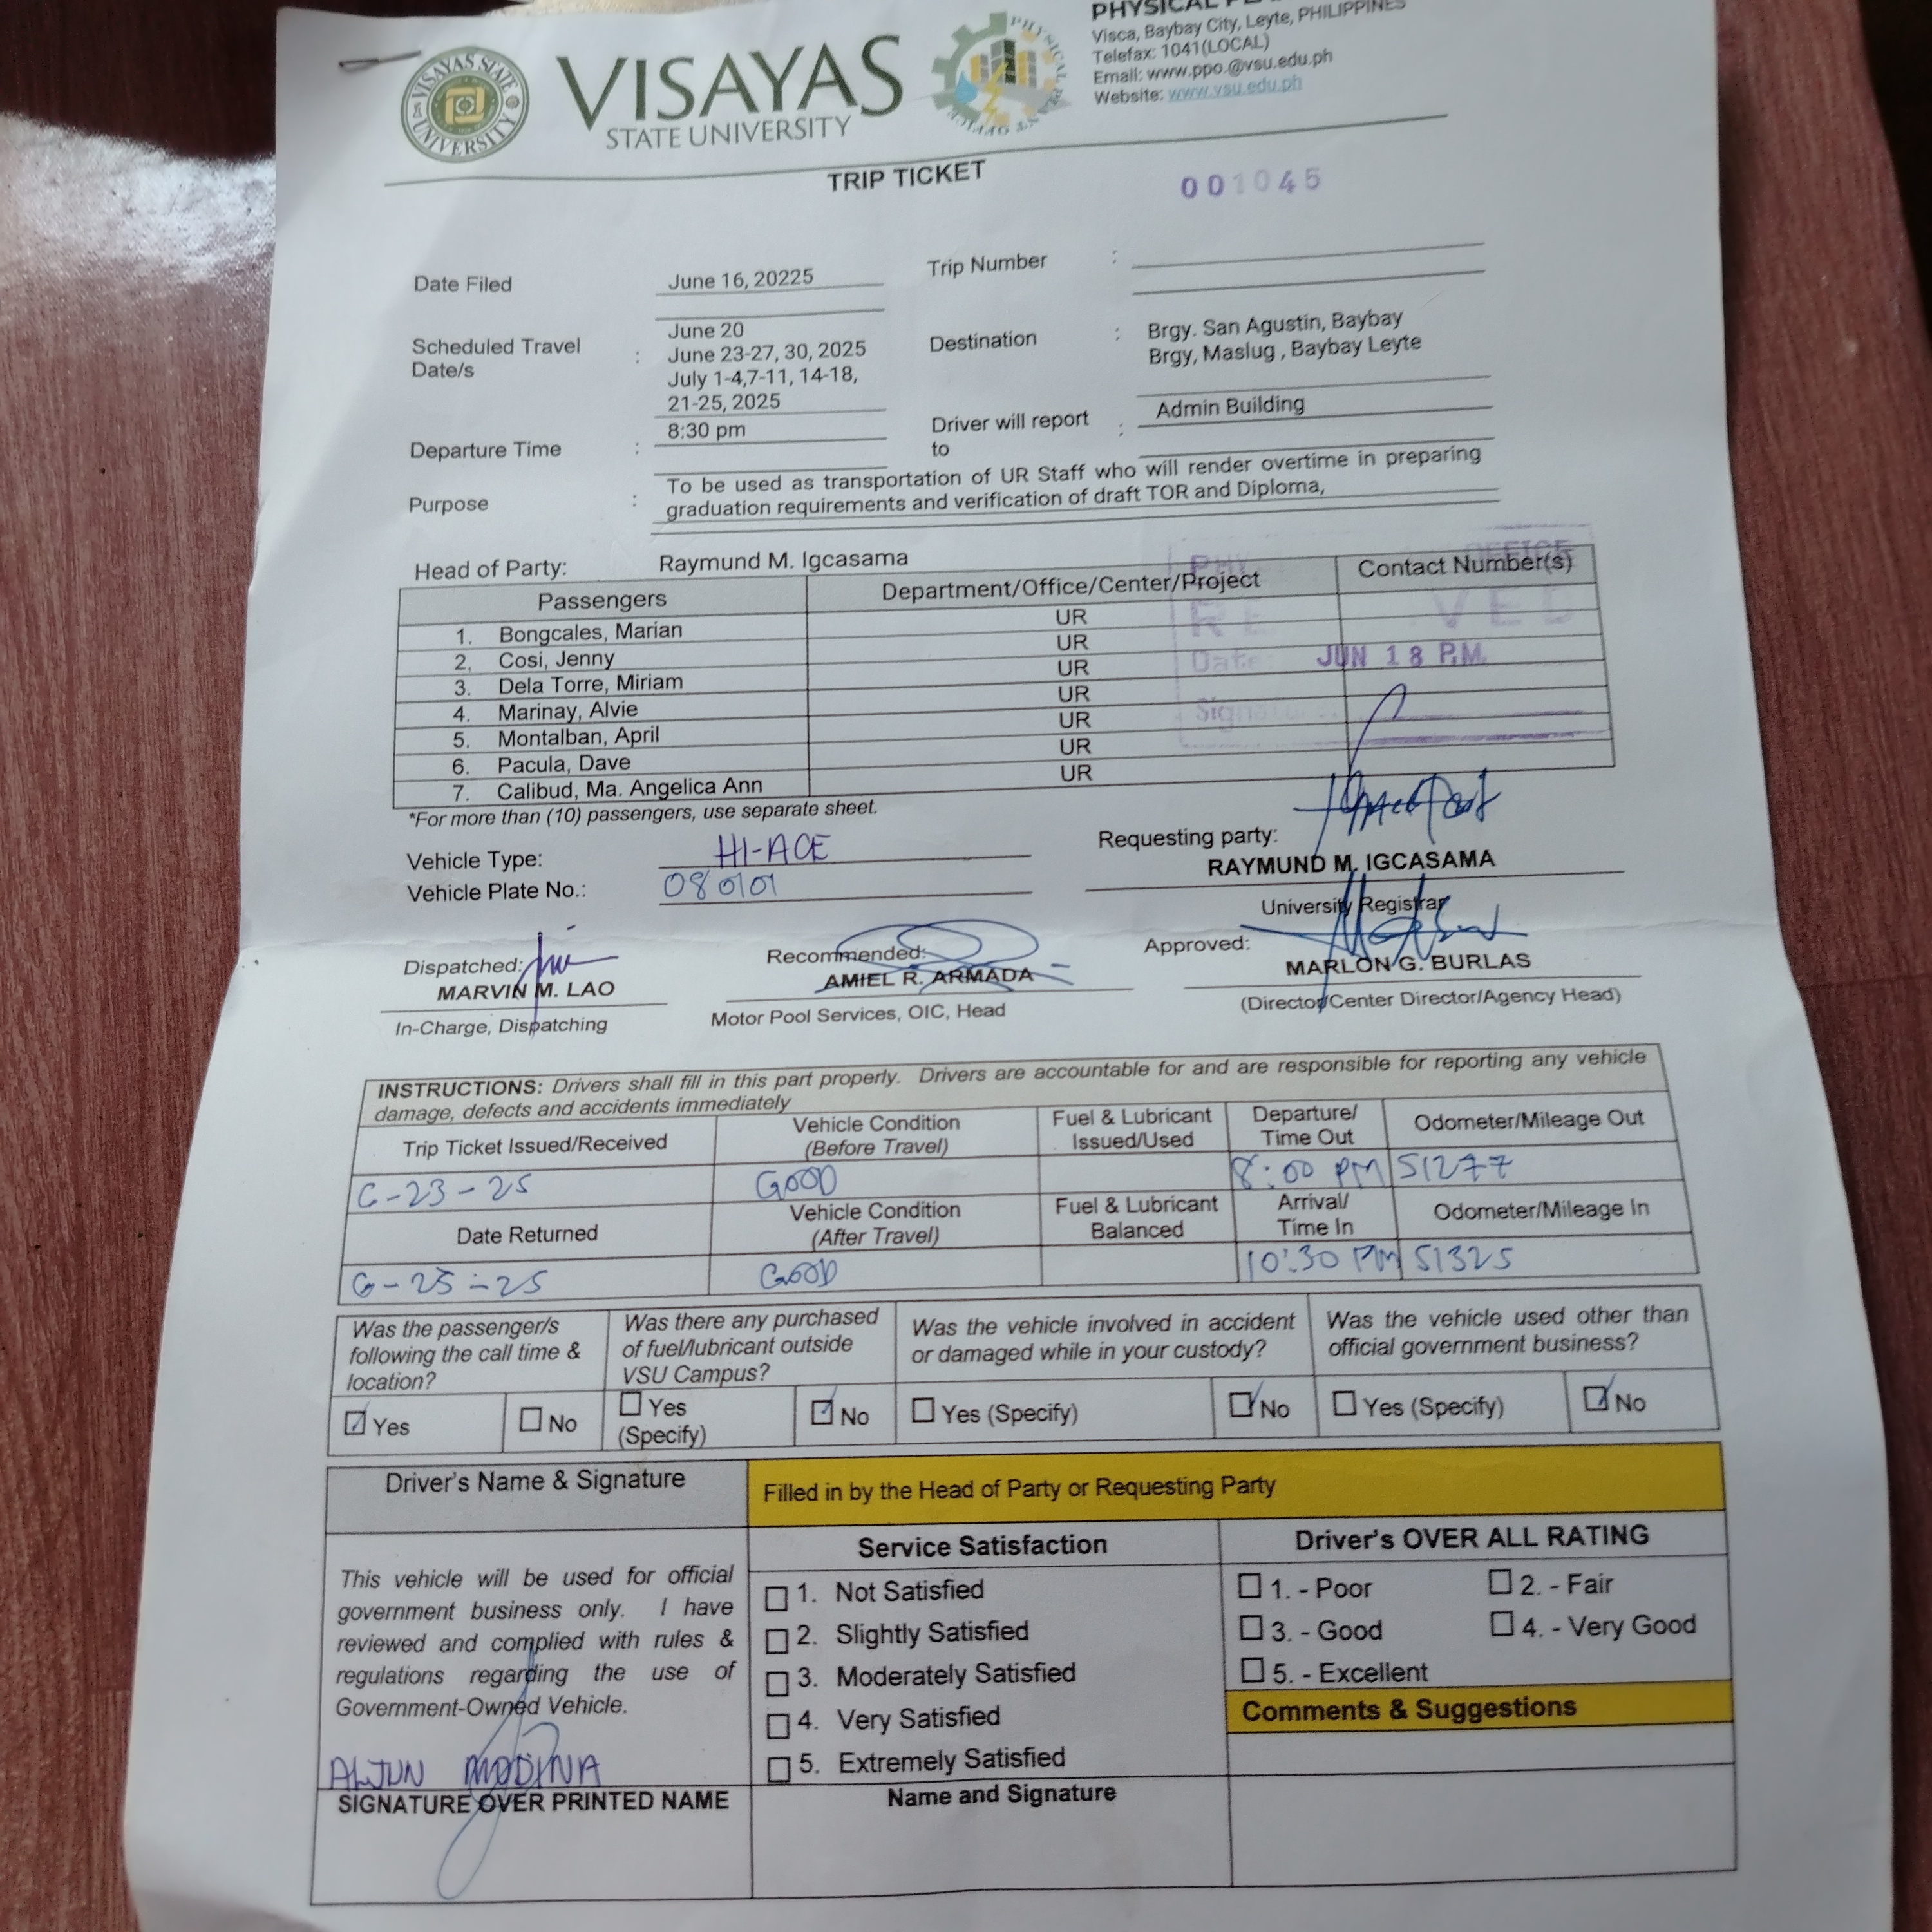 VISAYAS STATE UNIVERSITY
VISAYAS
STATE UNIVERSITY
PHYSICAL
Visca, Baybay City, Leyte, PHILIPPINES
Telefax: 1041(LOCAL)
Email: www.ppo.@vsu.edu.ph
Website: www.vsu.edu.ph
TRIP TICKET
001045
Date Filed June 16, 20225 Trip Number :
Scheduled Travel Date/s : June 20
June 23-27, 30, 2025
July 1-4,7-11, 14-18,
21-25, 2025
Destination : Brgy. San Agustin, Baybay
Brgy, Maslug , Baybay Leyte
Departure Time : 8:30 pm
Driver will report to : Admin Building
Purpose : To be used as transportation of UR Staff who will render overtime in preparing
graduation requirements and verification of draft TOR and Diploma,
Head of Party: Raymund M. Igcasama
Passengers Department/Office/Center/Project Contact Number(s)
1. Bongcales, Marian UR
2. Cosi, Jenny UR
3. Dela Torre, Miriam UR
4. Marinay, Alvie UR
5. Montalban, April UR
6. Pacula, Dave UR
7. Calibud, Ma. Angelica Ann UR
OFFICE
Date: JUN 18 P.M.
*For more than (10) passengers, use separate sheet.
Vehicle Type: HI-ACE
Vehicle Plate No.:
Requesting party:
RAYMUND M. IGCASAMA
University Registrar
Dispatched:
MARVIN M. LAO
In-Charge, Dispatching
Recommended:
AMIEL R. ARMADA
Motor Pool Services, OIC, Head
Approved:
MARLON G. BURLAS
(Director/Center Director/Agency Head)
INSTRUCTIONS: Drivers shall fill in this part properly. Drivers are accountable for and are responsible for reporting any vehicle
damage, defects and accidents immediately
Trip Ticket Issued/Received Vehicle Condition (Before Travel) Fuel & Lubricant Issued/Used Departure/ Time Out Odometer/Mileage Out
6-23-25 GOOD 8:00 PM 51277
Date Returned Vehicle Condition (After Travel) Fuel & Lubricant Balanced Arrival/ Time In Odometer/Mileage In
6-25-25 GOOD 10:30 PM 51325
Was the passenger/s following the call time & location?
Was there any purchased of fuel/lubricant outside VSU Campus?
Was the vehicle involved in accident or damaged while in your custody?
Was the vehicle used other than official government business?
Yes No Yes (Specify) No Yes (Specify) No Yes (Specify) No
Driver's Name & Signature
Filled in by the Head of Party or Requesting Party
This vehicle will be used for official
government business only. I have
reviewed and complied with rules &
regulations regarding the use of
Government-Owned Vehicle.
ALJUN MODINA
SIGNATURE OVER PRINTED NAME
Service Satisfaction
1. Not Satisfied
2. Slightly Satisfied
3. Moderately Satisfied
4. Very Satisfied
5. Extremely Satisfied
Name and Signature
Driver's OVER ALL RATING
1. - Poor 2. - Fair
3. - Good 4. - Very Good
5. - Excellent
Comments & Suggestions